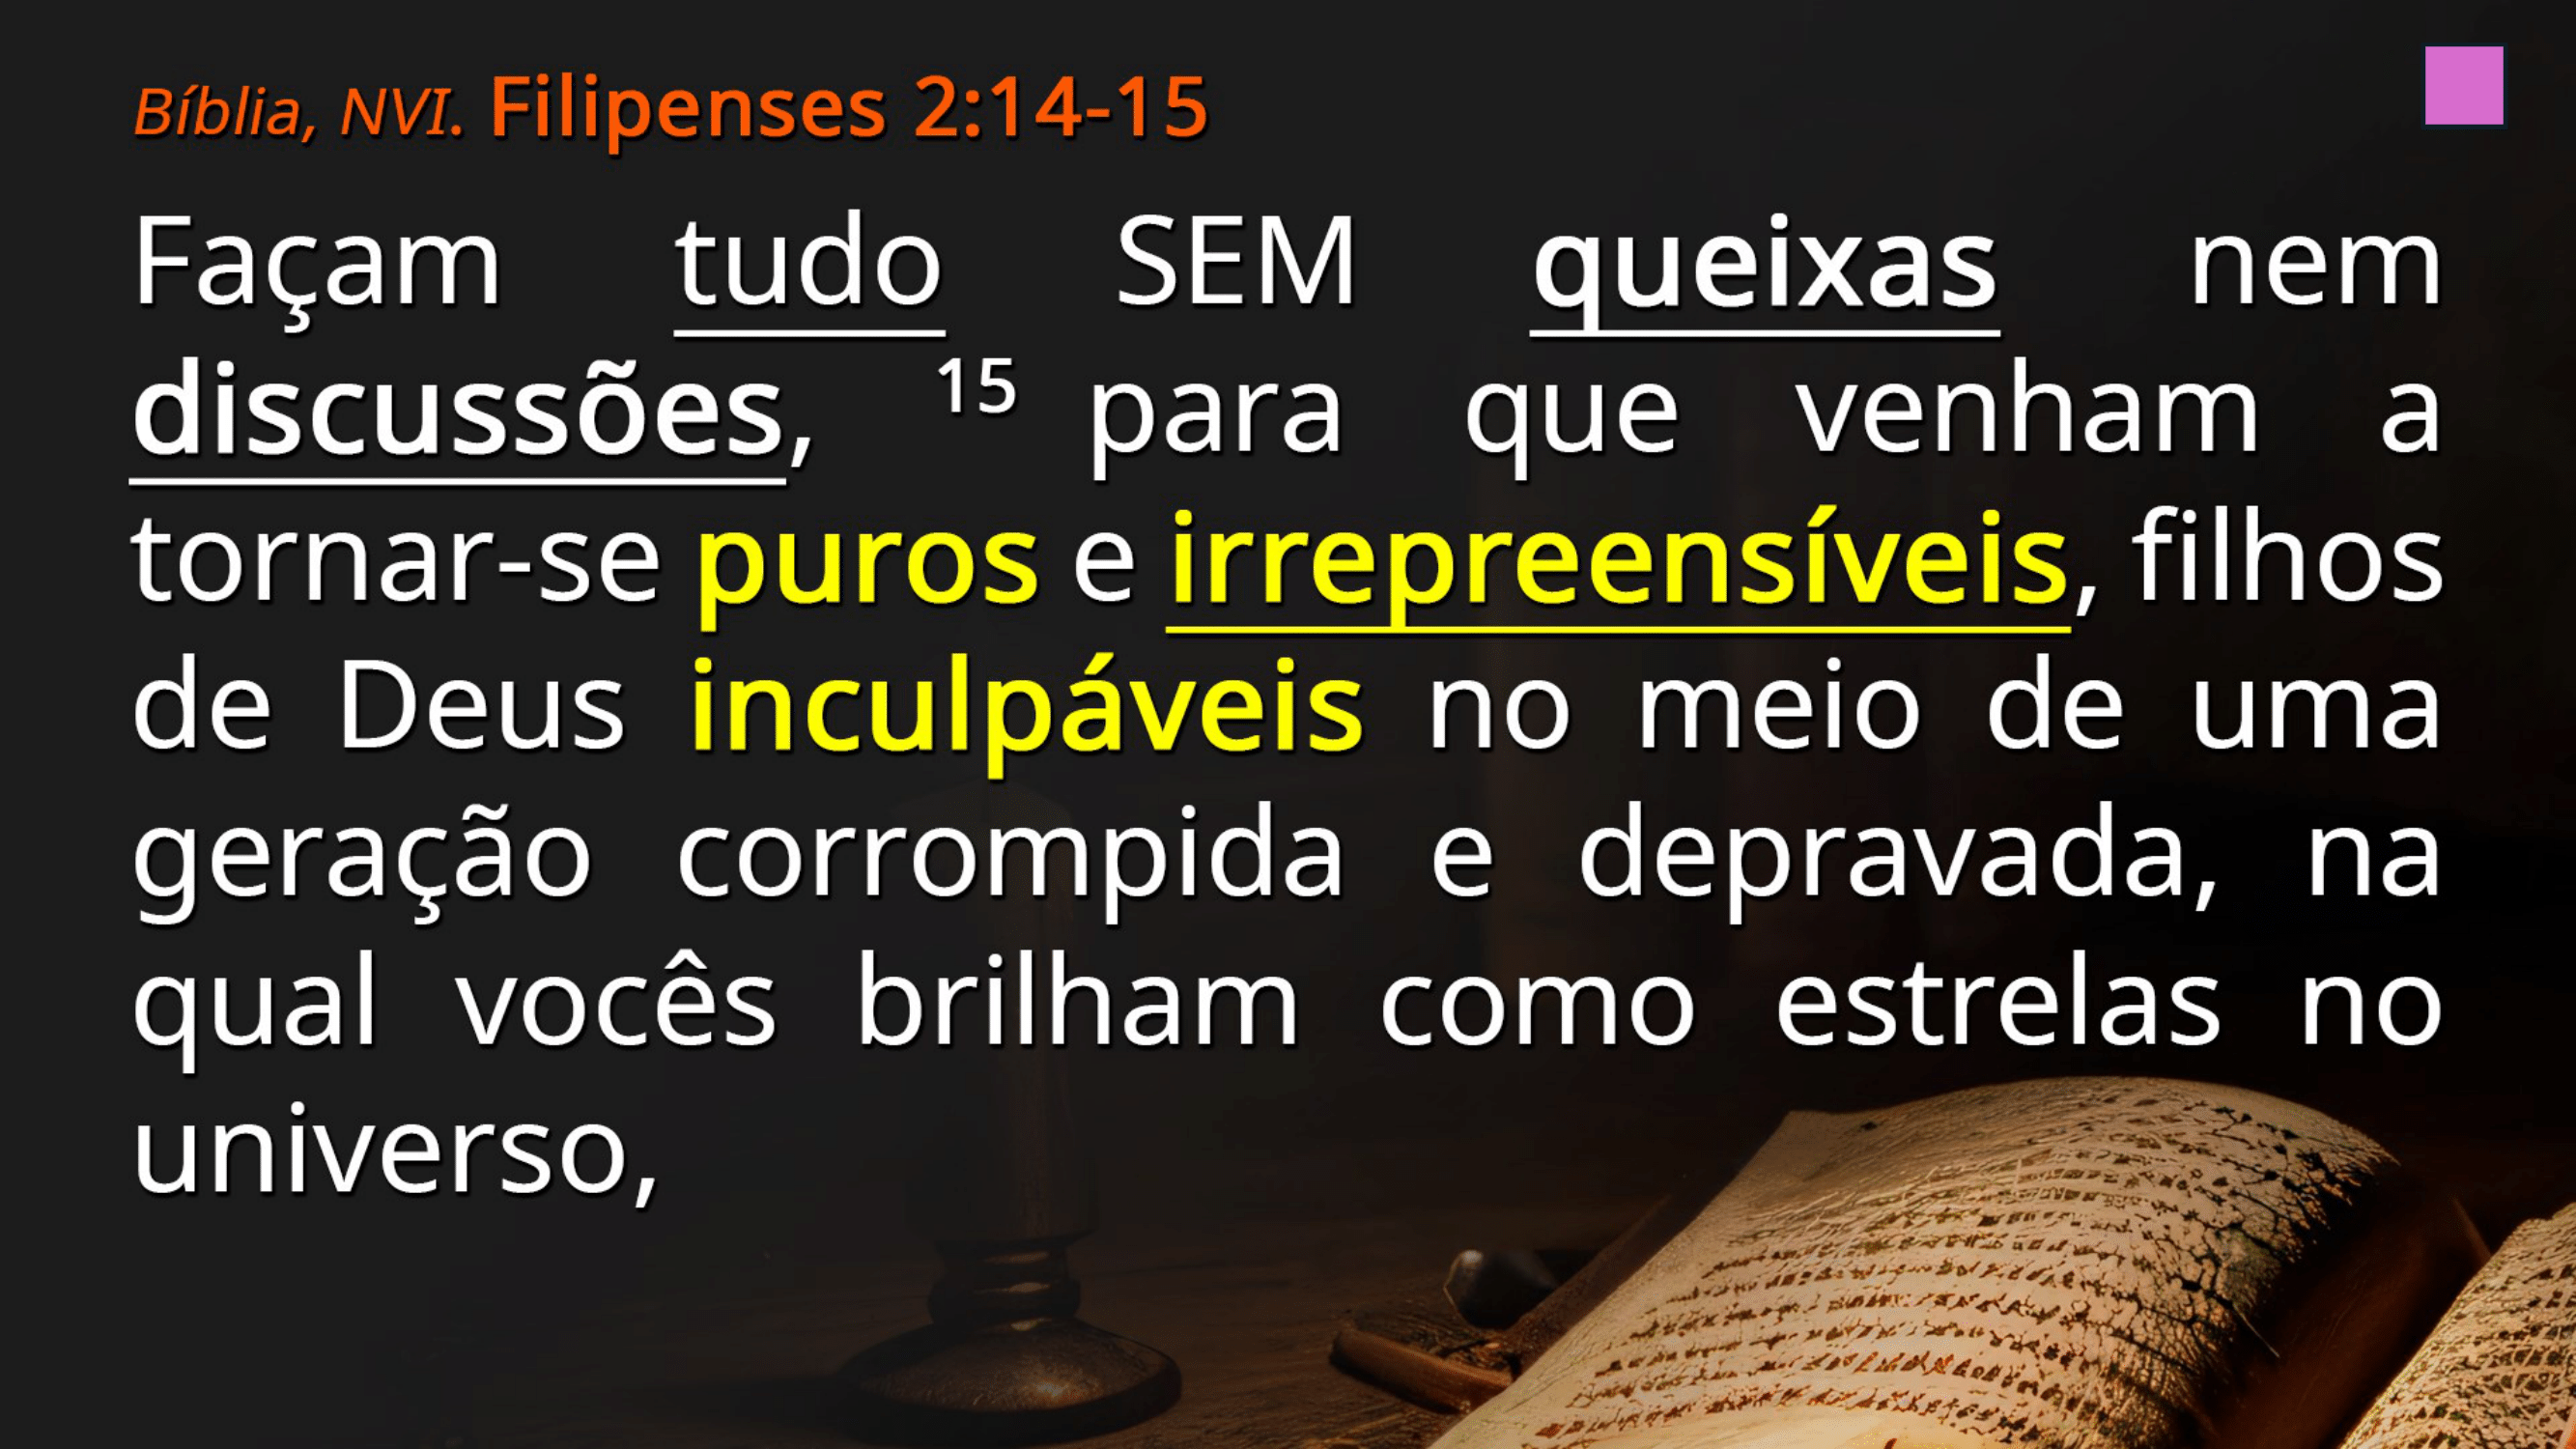 Bíblia, NVI. Filipenses 2:14-15
Façam tudo SEM queixas nem
discussões, 15 para que venham a
tornar-se puros e irrepreensíveis, filhos
de Deus inculpáveis no meio de uma
geração corrompida e depravada, na
qual vocês brilham como estrelas no
universo,